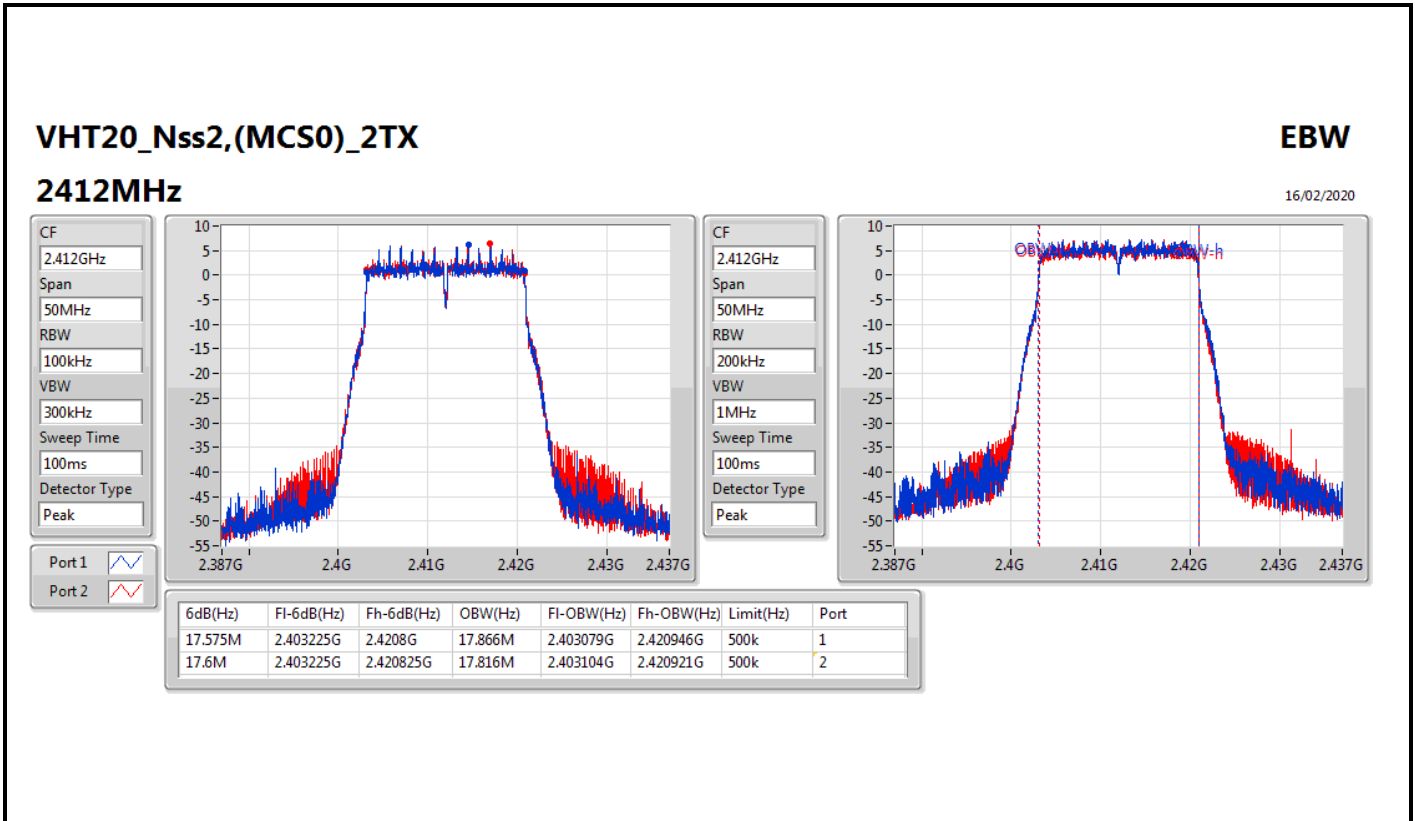 VHT20_Nss2,(MCS0)_2TX
EBW
2412MHz
16/02/2020
CF
2.412GHz
Span
50MHz
RBW
100kHz
VBW
300kHz
Sweep Time
100ms
Detector Type
Peak
Port 1
Port 2
10
5
0
-5
-10
-15
-20
-25
-30
-35
-40
-45
-50
-55
2.387G 2.4G 2.41G 2.42G 2.43G 2.437G
CF
2.412GHz
Span
50MHz
RBW
200kHz
VBW
1MHz
Sweep Time
100ms
Detector Type
Peak
10
5
0
-5
-10
-15
-20
-25
-30
-35
-40
-45
-50
-55
2.387G 2.4G 2.41G 2.42G 2.43G 2.437G
6dB(Hz) Fl-6dB(Hz) Fh-6dB(Hz) OBW(Hz) Fl-OBW(Hz) Fh-OBW(Hz) Limit(Hz) Port
17.575M 2.403225G 2.4208G 17.866M 2.403079G 2.420946G 500k 1
17.6M 2.403225G 2.420825G 17.816M 2.403104G 2.420921G 500k 2